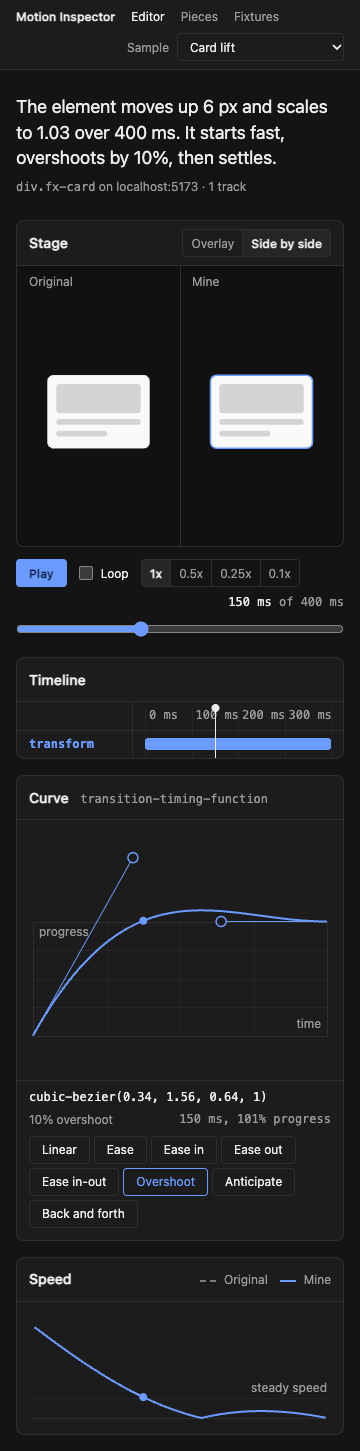 Motion Inspector Editor Pieces Fixtures
Sample Card lift
The element moves up 6 px and scales
to 1.03 over 400 ms. It starts fast,
overshoots by 10%, then settles.
div.fx-card on localhost:5173 · 1 track
Stage Overlay Side by side
Original Mine
Play Loop 1x 0.5x 0.25x 0.1x
150 ms of 400 ms
Timeline
0 ms 100 ms 200 ms 300 ms
transform
Curve transition-timing-function
progress
time
cubic-bezier(0.34, 1.56, 0.64, 1)
10% overshoot 150 ms, 101% progress
Linear Ease Ease in Ease out
Ease in-out Overshoot Anticipate
Back and forth
Speed Original Mine
steady speed